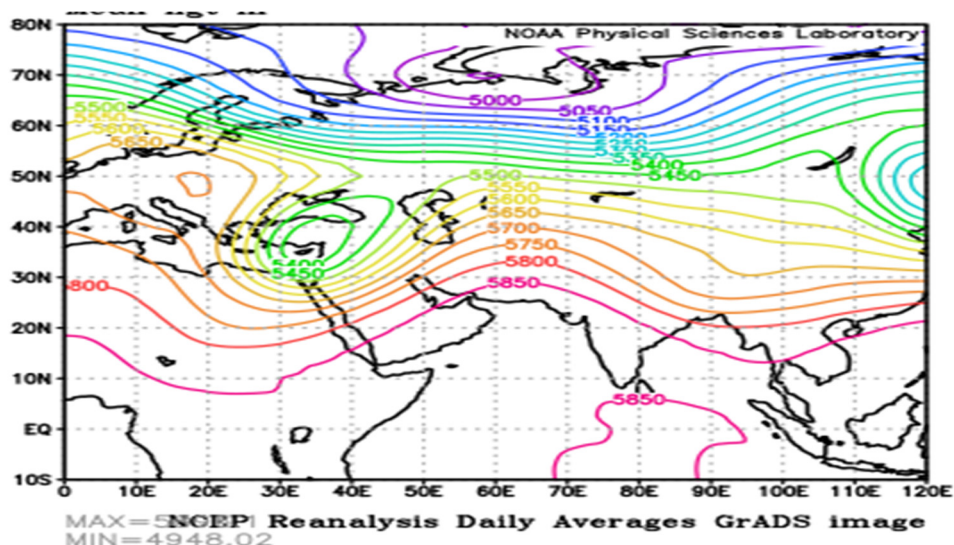 mean hgt m
NOAA Physical Sciences Laboratory
80N
70N
60N
50N
40N
30N
20N
10N
EQ
10S
5000
5050
5100
5150
5400
5450
5500
5550
5600
5650
5700
5750
5800
5850
5850
5500
5550
5600
5650
5400
5450
800
0 10E 20E 30E 40E 50E 60E 70E 80E 90E 100E 110E 120E
NCEP Reanalysis Daily Averages GrADS image
MIN=4948.02